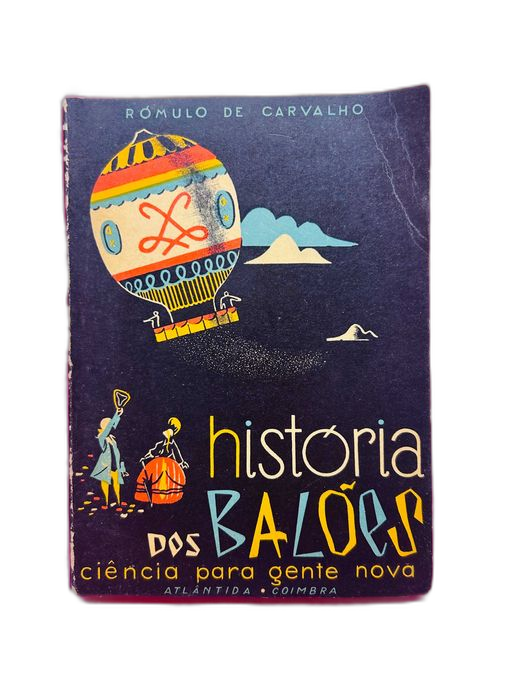 RÓMULO DE CARVALHO
história
DOS BALÕES
ciência para gente nova
ATLÂNTIDA • COIMBRA